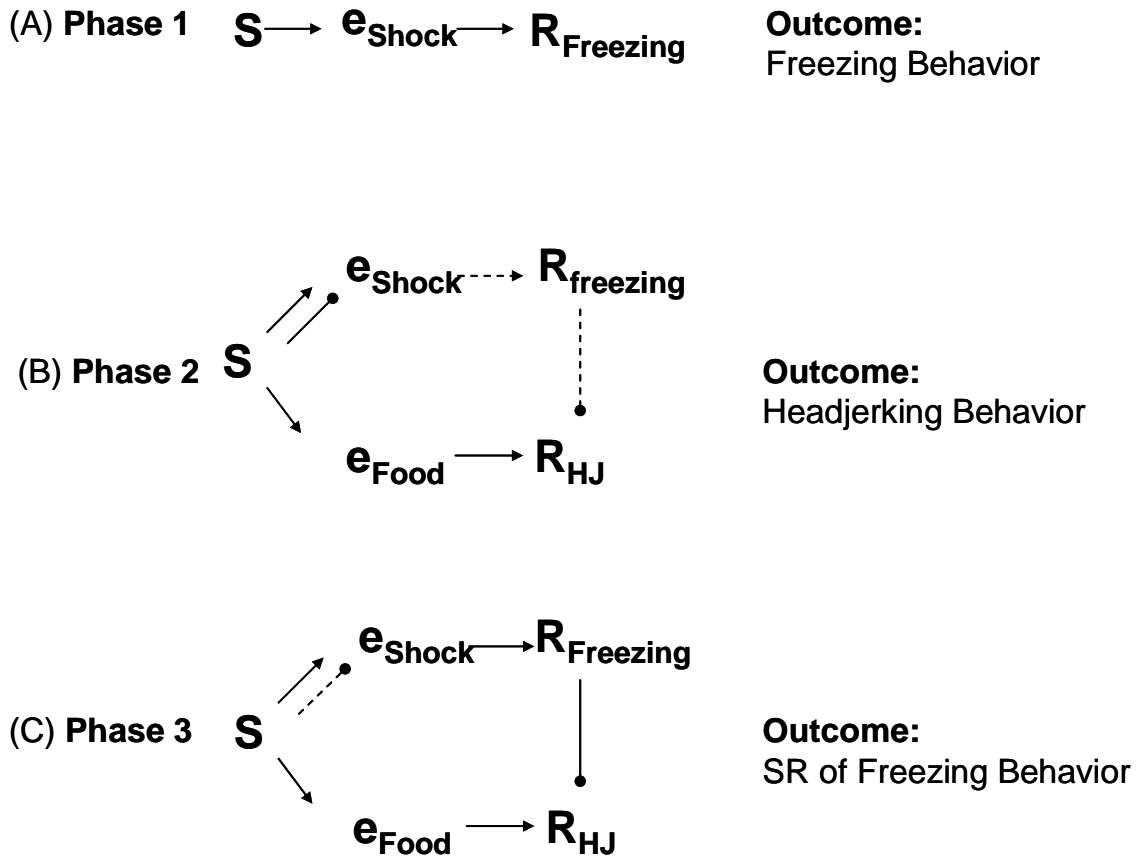 (A) Phase 1 S eShock RFreezing Outcome:
Freezing Behavior
eShock Rfreezing
(B) Phase 2 S Outcome:
Headjerking Behavior
eFood RHJ
eShock RFreezing
(C) Phase 3 S Outcome:
SR of Freezing Behavior
eFood RHJ